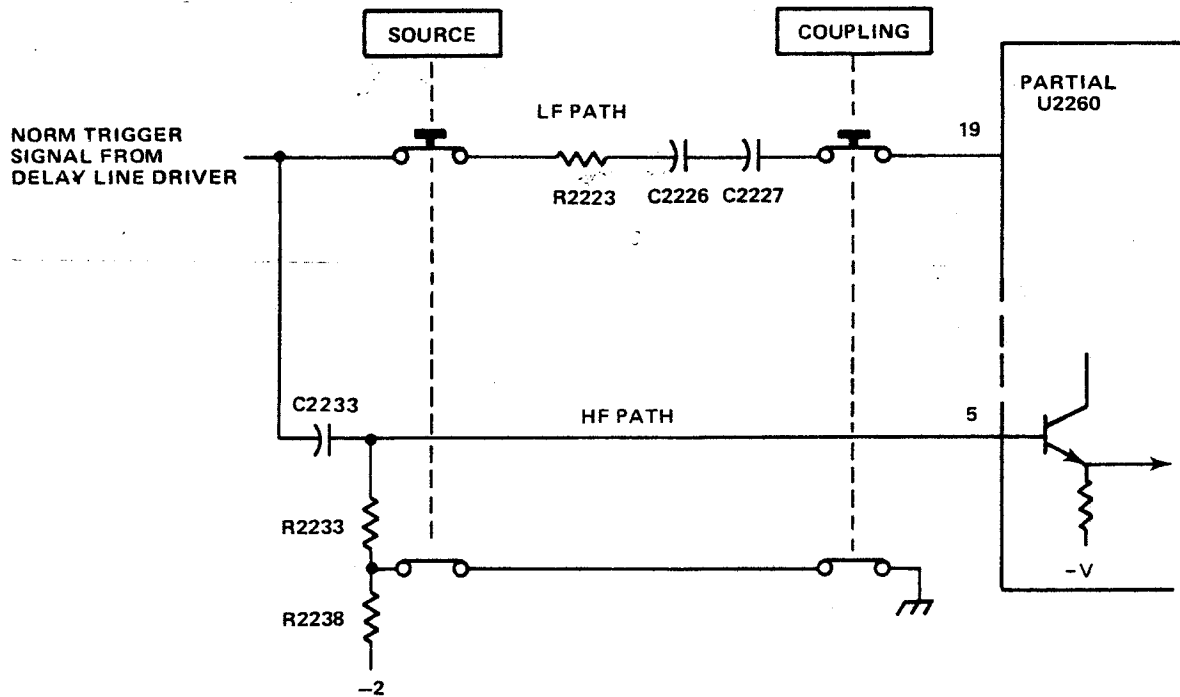 SOURCE
COUPLING
PARTIAL
U2260
LF PATH
19
NORM TRIGGER
SIGNAL FROM
DELAY LINE DRIVER
R2223
C2226
C2227
C2233
HF PATH
5
R2233
R2238
–V
–2